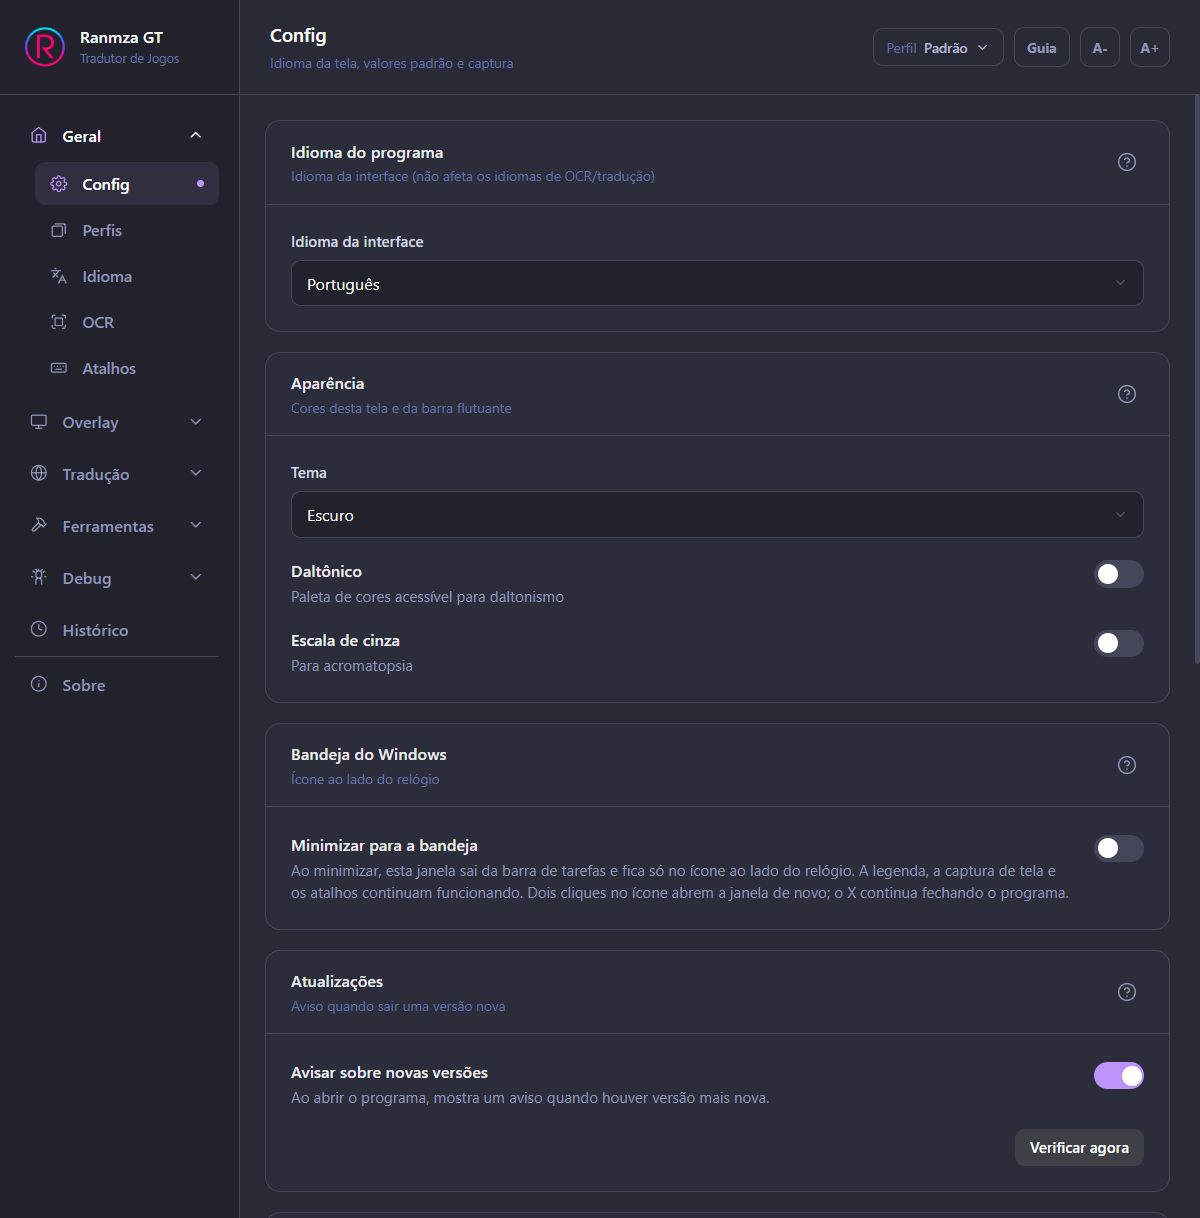 Ranmza GT
Tradutor de Jogos
Config
Idioma da tela, valores padrão e captura
Perfil Padrão
Guia
A-
A+
Geral
Config
Perfis
Idioma
OCR
Atalhos
Overlay
Tradução
Ferramentas
Debug
Histórico
Sobre
Idioma do programa
Idioma da interface (não afeta os idiomas de OCR/tradução)
Idioma da interface
Português
Aparência
Cores desta tela e da barra flutuante
Tema
Escuro
Daltônico
Paleta de cores acessível para daltonismo
Escala de cinza
Para acromatopsia
Bandeja do Windows
Ícone ao lado do relógio
Minimizar para a bandeja
Ao minimizar, esta janela sai da barra de tarefas e fica só no ícone ao lado do relógio. A legenda, a captura de tela e
os atalhos continuam funcionando. Dois cliques no ícone abrem a janela de novo; o X continua fechando o programa.
Atualizações
Aviso quando sair uma versão nova
Avisar sobre novas versões
Ao abrir o programa, mostra um aviso quando houver versão mais nova.
Verificar agora